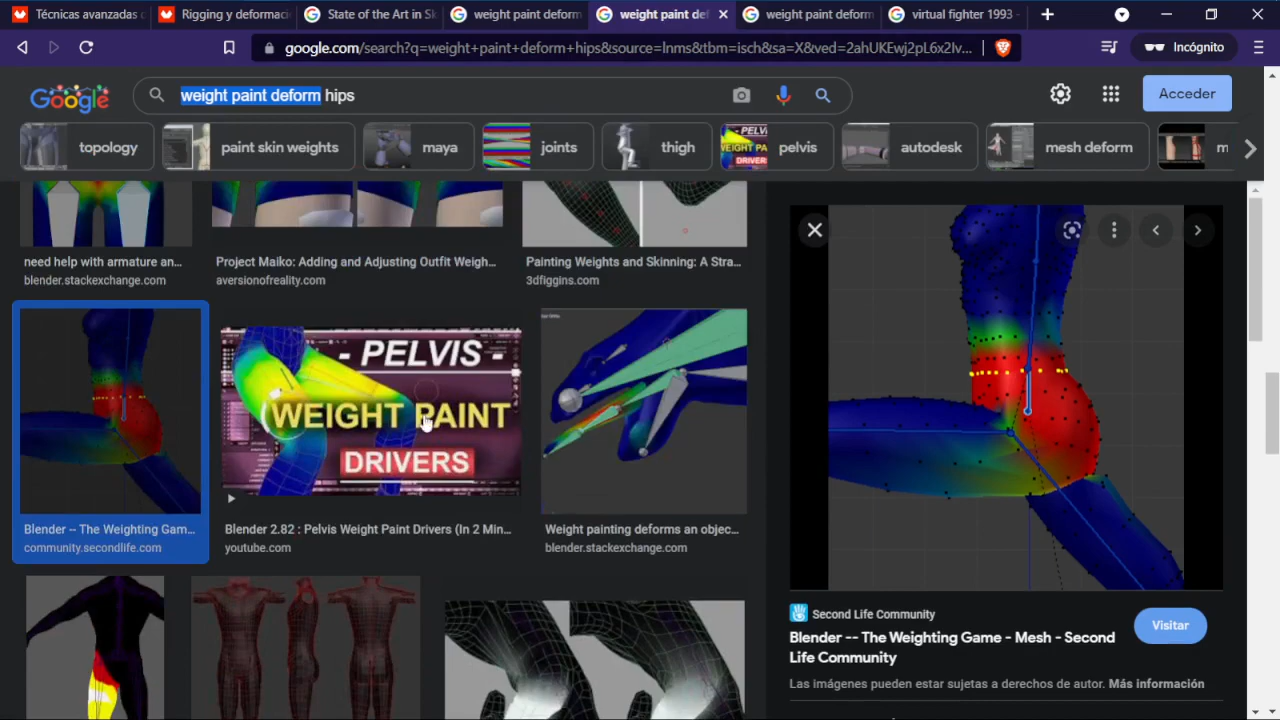 Técnicas avanzadas d
Rigging y deformació
State of the Art in Sk
weight paint deform
weight paint def
weight paint deform
virtual fighter 1993 -
google.com/search?q=weight+paint+deform+hips&source=lnms&tbm=isch&sa=X&ved=2ahUKEwj2pL6x2lv...
Incógnito
Google
weight paint deform hips
Acceder
topology
paint skin weights
maya
joints
thigh
pelvis
autodesk
mesh deform
m
need help with armature an...
blender.stackexchange.com
Project Maiko: Adding and Adjusting Outfit Weigh...
aversionofreality.com
Painting Weights and Skinning: A Stra...
3dfiggins.com
- PELVIS -
WEIGHT PAINT
DRIVERS
Blender -- The Weighting Gam...
community.secondlife.com
Blender 2.82 : Pelvis Weight Paint Drivers (In 2 Min...
youtube.com
Weight painting deforms an objec...
blender.stackexchange.com
Second Life Community
Blender -- The Weighting Game - Mesh - Second
Life Community
Visitar
Las imágenes pueden estar sujetas a derechos de autor. Más información